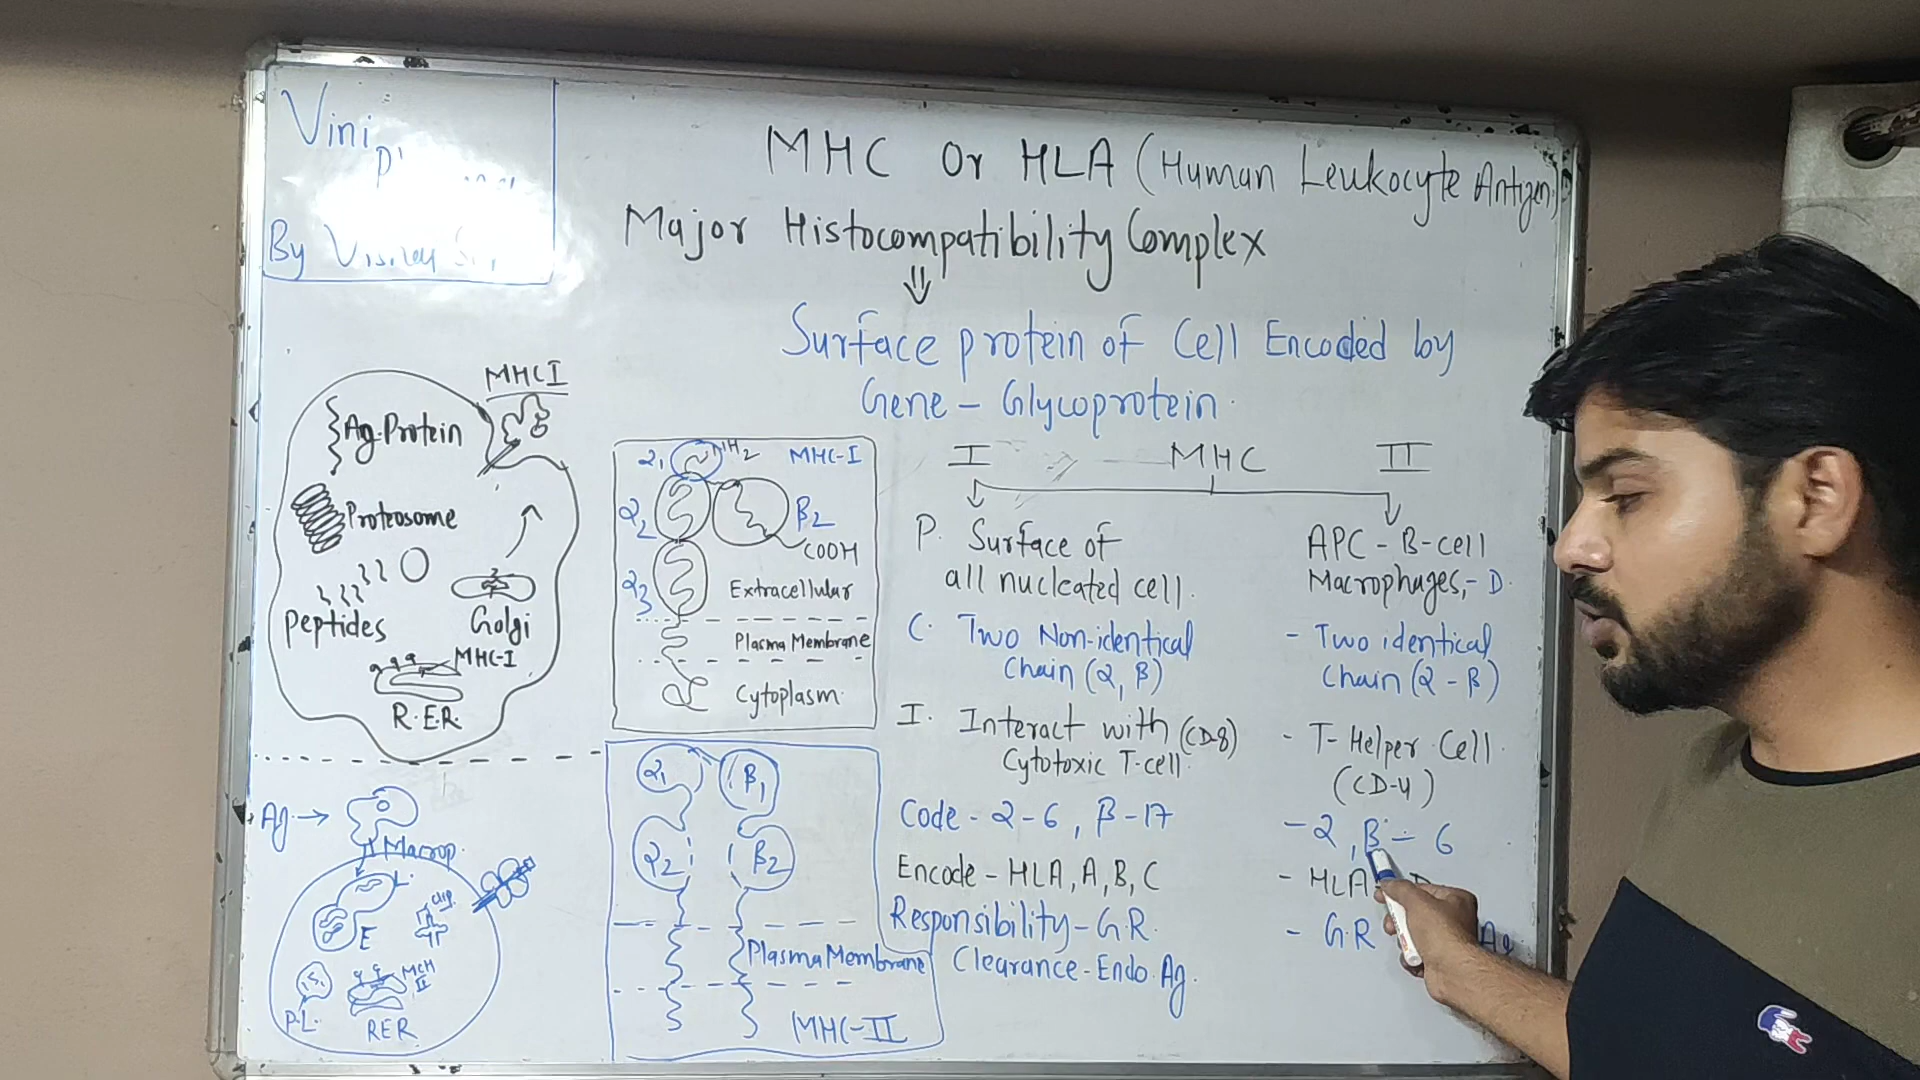 Vini
By
MHC Or HLA (Human Leukocyte Antigen)
Major Histocompatibility Complex
⇓
Surface protein of Cell Encoded by
Gene - Glycoprotein.
MHC I
Ag. Protein
Proteosome
Peptides
Golgi
MHC-I
R.E.R.
Ag. →
Macrop.
L.
E
clip
MCH
II
P.L.
RER
α1 NH2 MHC-I
α2 β2
COOH
α3 Extracellular
Plasma Membrane
Cytoplasm
α1 β1
α2 β2
Plasma Membrane
MHC-II
I MHC II
P. Surface of
all nucleated cell.
C. Two Non-identical
Chain (α, β)
I. Interact with (CD-8)
Cytotoxic T-cell.
Code - α-6, β-17
Encode - HLA, A, B, C
Responsibility - G.R.
Clearance - Endo. Ag.
APC - B-cell
Macrophages, - D.
- Two identical
Chain (α - β)
- T-Helper Cell.
(CD-4)
- α, β - 6
- HLA - D
- G.R Ag.